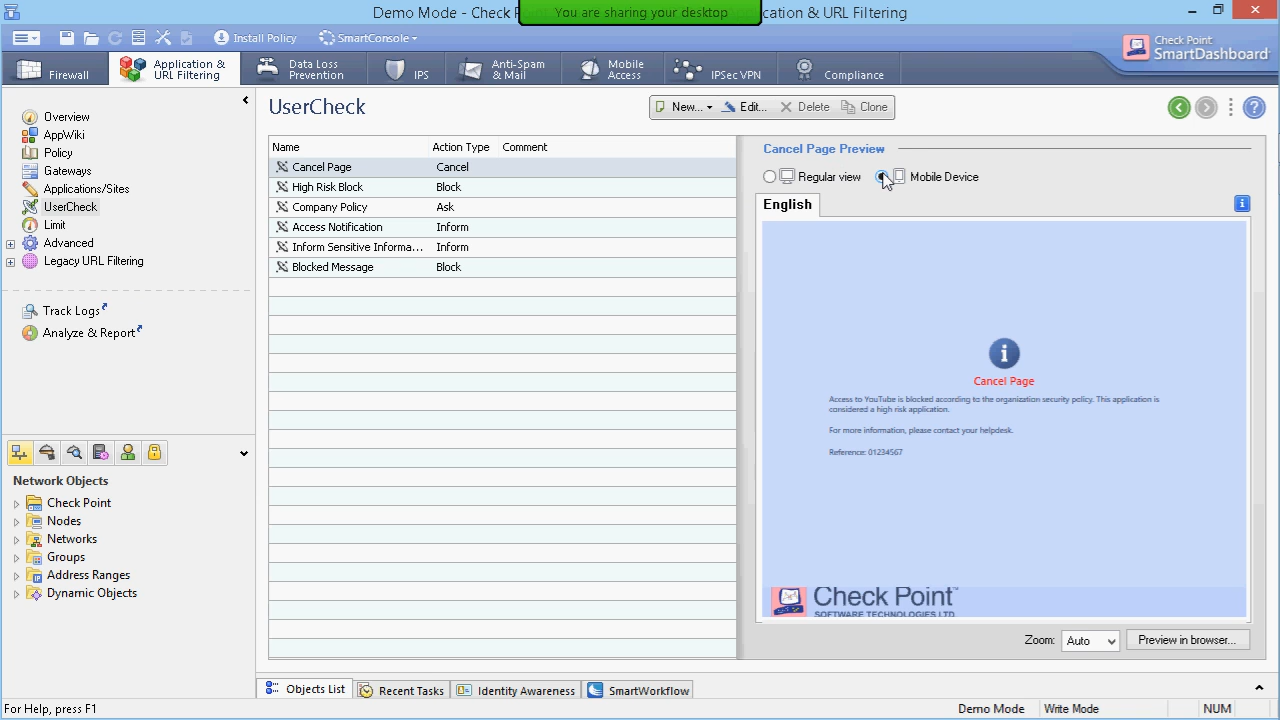 Demo Mode - Check P
You are sharing your desktop
ication & URL Filtering
Install Policy
SmartConsole
Check Point
SmartDashboard
Firewall
Application &
URL Filtering
Data Loss
Prevention
IPS
Anti-Spam
& Mail
Mobile
Access
IPSec VPN
Compliance
Overview
AppWiki
Policy
Gateways
Applications/Sites
UserCheck
Limit
Advanced
Legacy URL Filtering
Track Logs
Analyze & Report
Network Objects
Check Point
Nodes
Networks
Groups
Address Ranges
Dynamic Objects
UserCheck
New...
Edit...
Delete
Clone
Name Action Type Comment
Cancel Page Cancel
High Risk Block Block
Company Policy Ask
Access Notification Inform
Inform Sensitive Informa... Inform
Blocked Message Block
Cancel Page Preview
Regular view
Mobile Device
English
Cancel Page
Access to YouTube is blocked according to the organization security policy. This application is
considered a high risk application.
For more information, please contact your helpdesk.
Reference: 01234567
Check Point™
SOFTWARE TECHNOLOGIES LTD.
Zoom: Auto Preview in browser...
Objects List
Recent Tasks
Identity Awareness
SmartWorkflow
For Help, press F1
Demo Mode
Write Mode
NUM